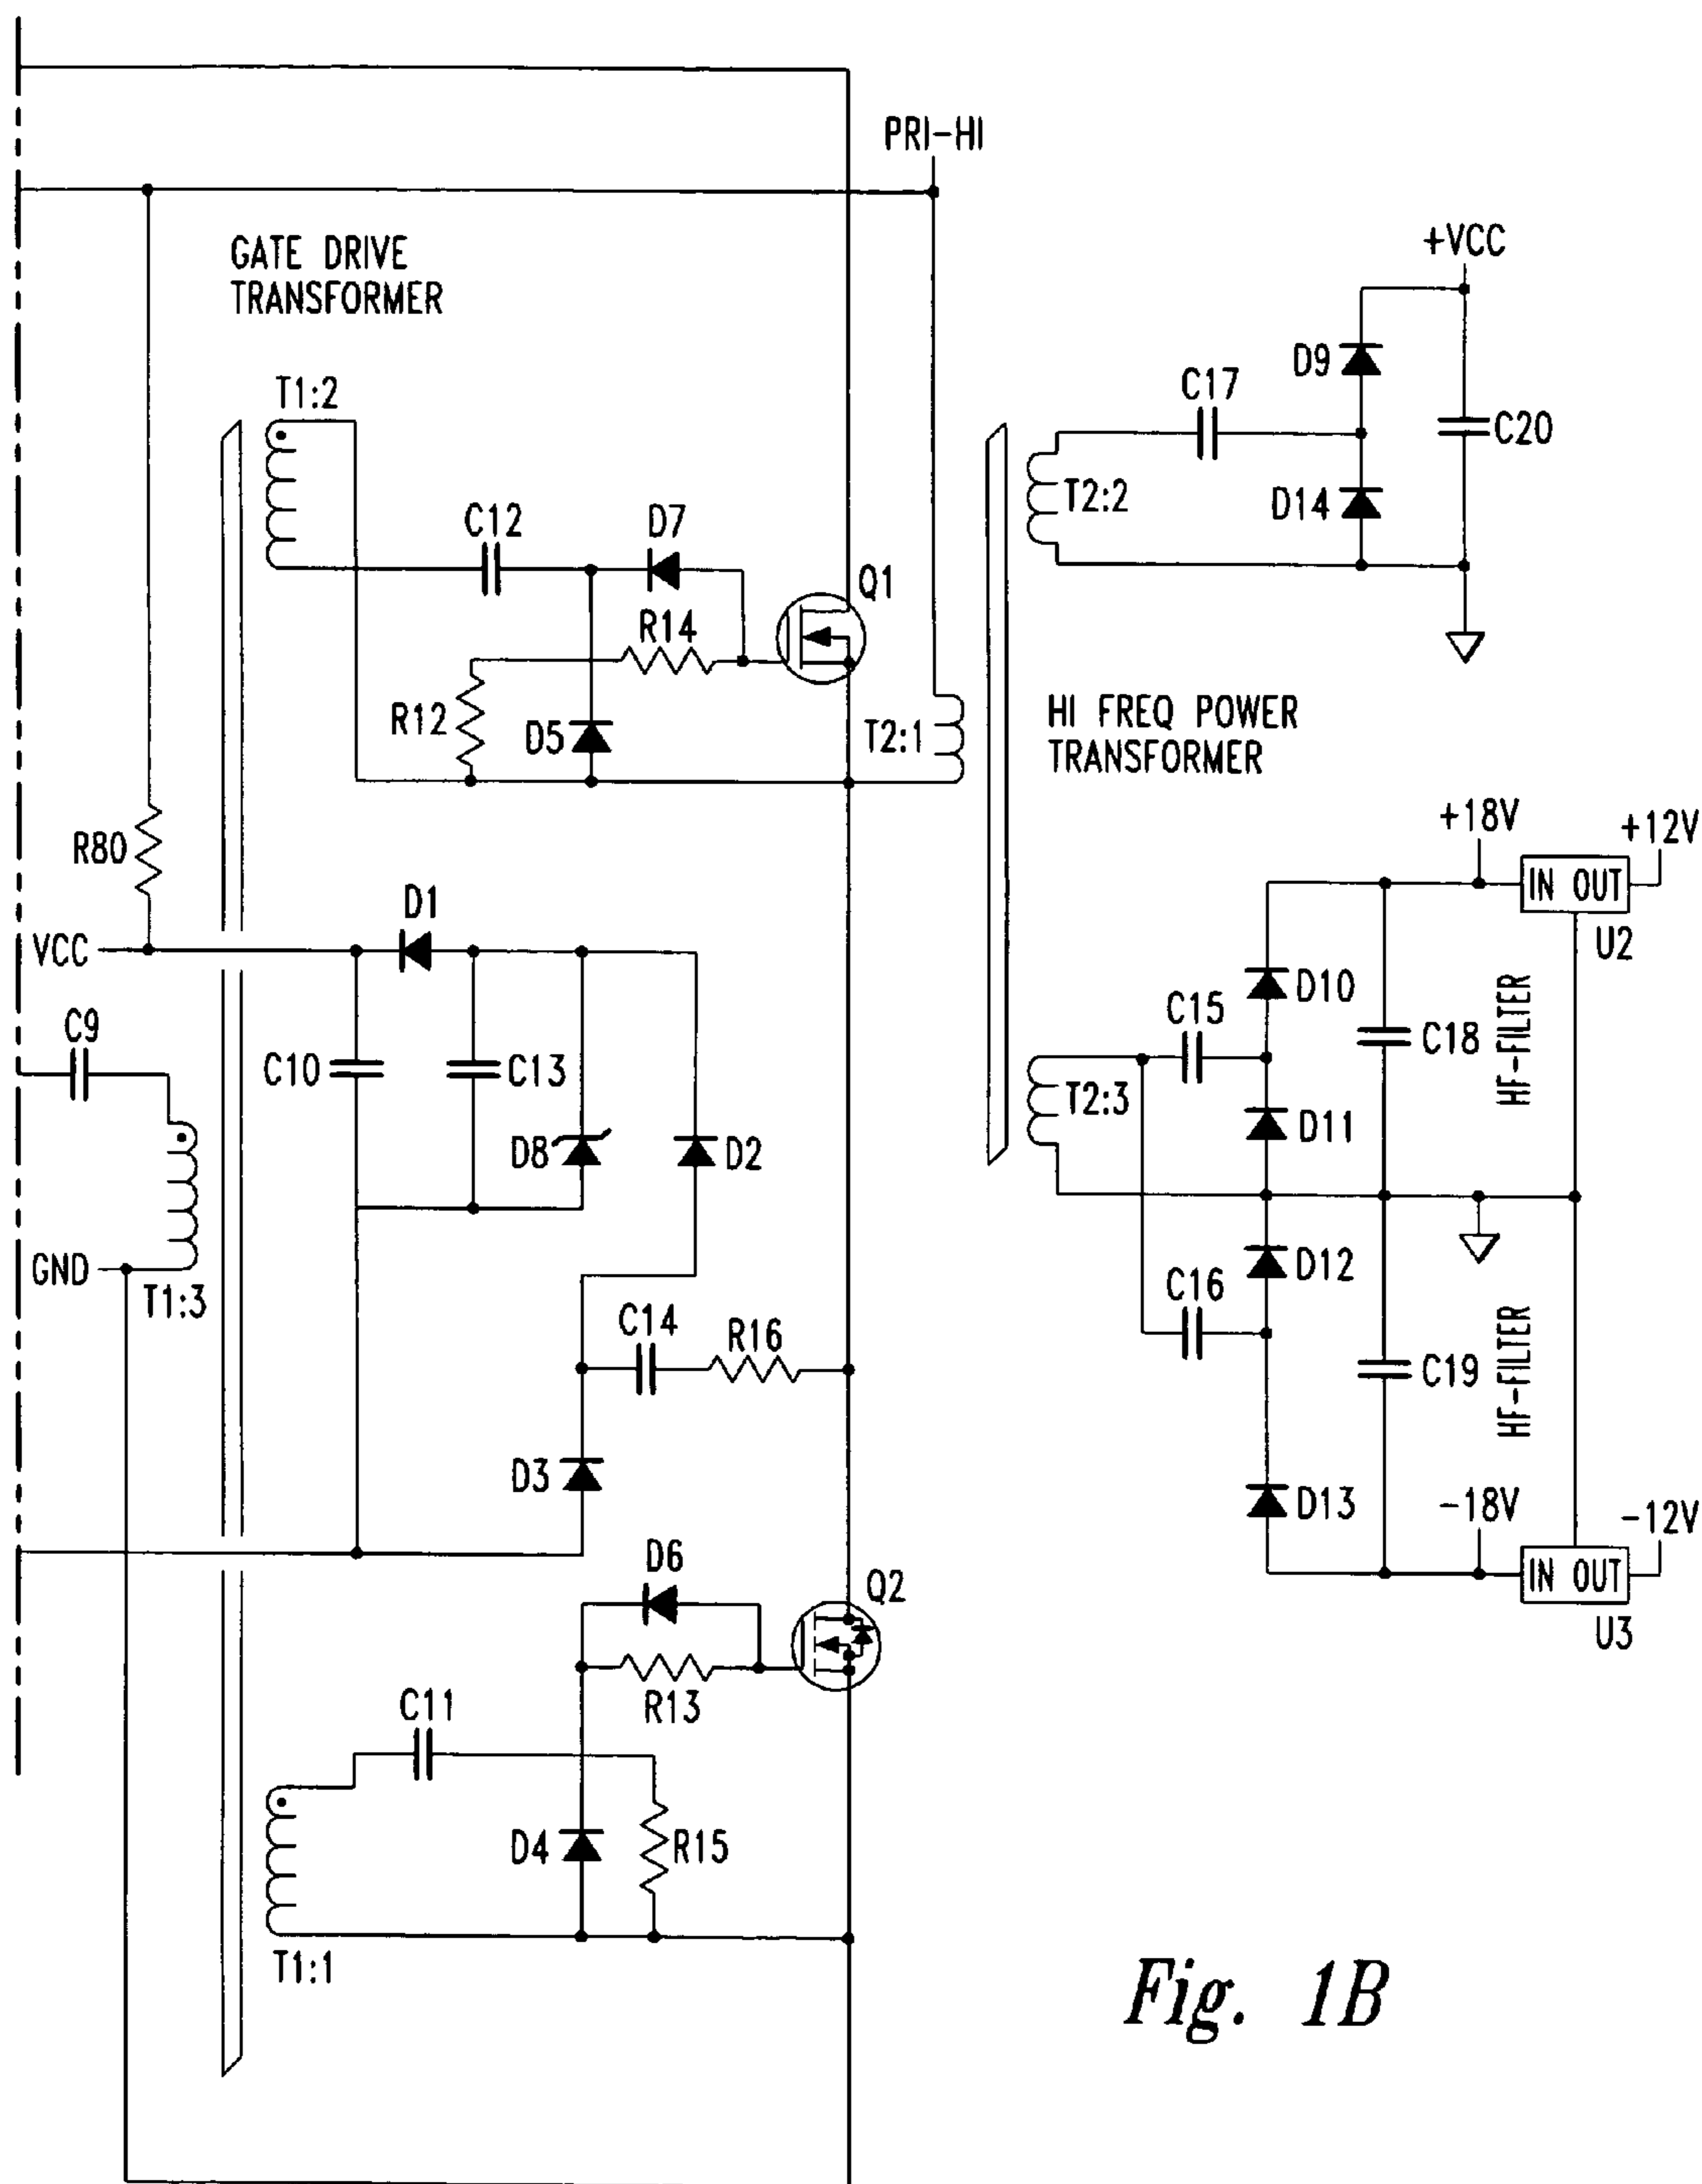 PRI-HI
GATE DRIVE
TRANSFORMER
+VCC
T1:2
D9
C17
C20
T2:2
D14
C12
D7
Q1
R14
R12
D5
T2:1
HI FREQ POWER
TRANSFORMER
+18V
+12V
R80
IN OUT
U2
D1
VCC
D10
C15
HF-FILTER
C9
C10
C13
C18
T2:3
D11
D8
D2
GND
T1:3
C14
R16
C16
D12
C19
HF-FILTER
D3
D13
-18V
-12V
D6
Q2
IN OUT
U3
R13
C11
D4
R15
T1:1
Fig. 1B